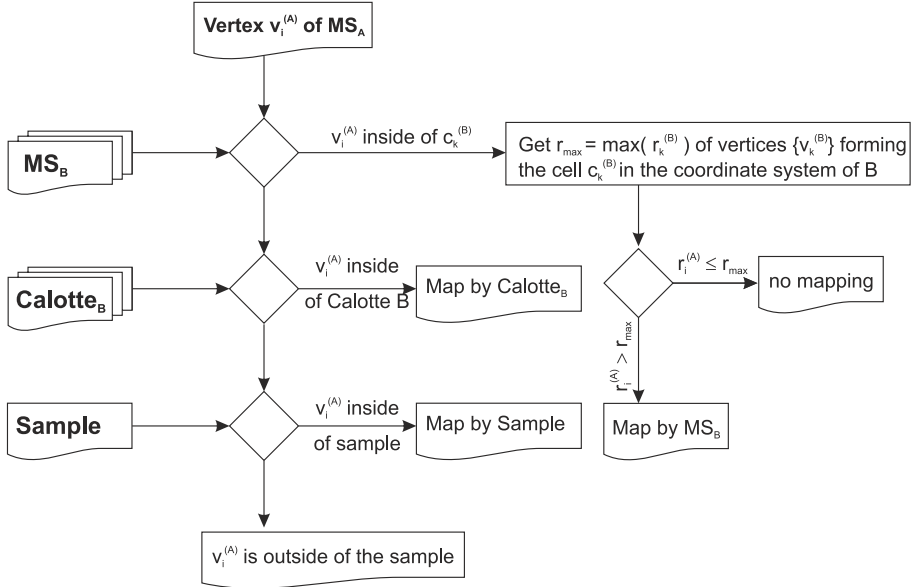 Vertex v_i^(A) of MS_A
MS_B
v_i^(A) inside of c_k^(B)
Get r_max = max( r_k^(B) ) of vertices {v_k^(B)} forming
the cell c_k^(B) in the coordinate system of B
Calotte_B
v_i^(A) inside
of Calotte B
Map by Calotte_B
r_i^(A) ≤ r_max
no mapping
r_i^(A) > r_max
Sample
v_i^(A) inside
of sample
Map by Sample
Map by MS_B
v_i^(A) is outside of the sample